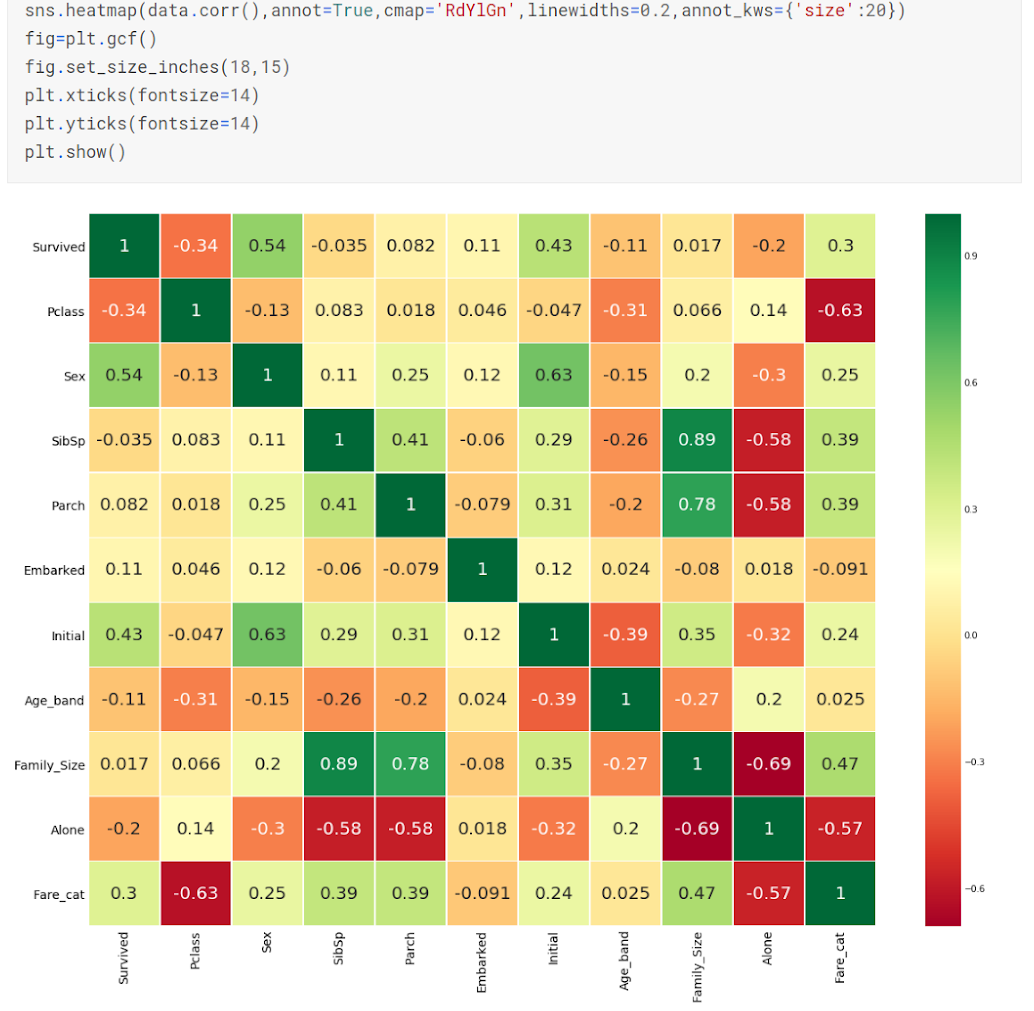 sns.heatmap(data.corr(),annot=True,cmap='RdYlGn',linewidths=0.2,annot_kws={'size':20})
fig=plt.gcf()
fig.set_size_inches(18,15)
plt.xticks(fontsize=14)
plt.yticks(fontsize=14)
plt.show()
Survived 1 -0.34 0.54 -0.035 0.082 0.11 0.43 -0.11 0.017 -0.2 0.3
Pclass -0.34 1 -0.13 0.083 0.018 0.046 -0.047 -0.31 0.066 0.14 -0.63
Sex 0.54 -0.13 1 0.11 0.25 0.12 0.63 -0.15 0.2 -0.3 0.25
SibSp -0.035 0.083 0.11 1 0.41 -0.06 0.29 -0.26 0.89 -0.58 0.39
Parch 0.082 0.018 0.25 0.41 1 -0.079 0.31 -0.2 0.78 -0.58 0.39
Embarked 0.11 0.046 0.12 -0.06 -0.079 1 0.12 0.024 -0.08 0.018 -0.091
Initial 0.43 -0.047 0.63 0.29 0.31 0.12 1 -0.39 0.35 -0.32 0.24
Age_band -0.11 -0.31 -0.15 -0.26 -0.2 0.024 -0.39 1 -0.27 0.2 0.025
Family_Size 0.017 0.066 0.2 0.89 0.78 -0.08 0.35 -0.27 1 -0.69 0.47
Alone -0.2 0.14 -0.3 -0.58 -0.58 0.018 -0.32 0.2 -0.69 1 -0.57
Fare_cat 0.3 -0.63 0.25 0.39 0.39 -0.091 0.24 0.025 0.47 -0.57 1
Survived Pclass Sex SibSp Parch Embarked Initial Age_band Family_Size Alone Fare_cat
0.9
0.6
0.3
0.0
−0.3
−0.6